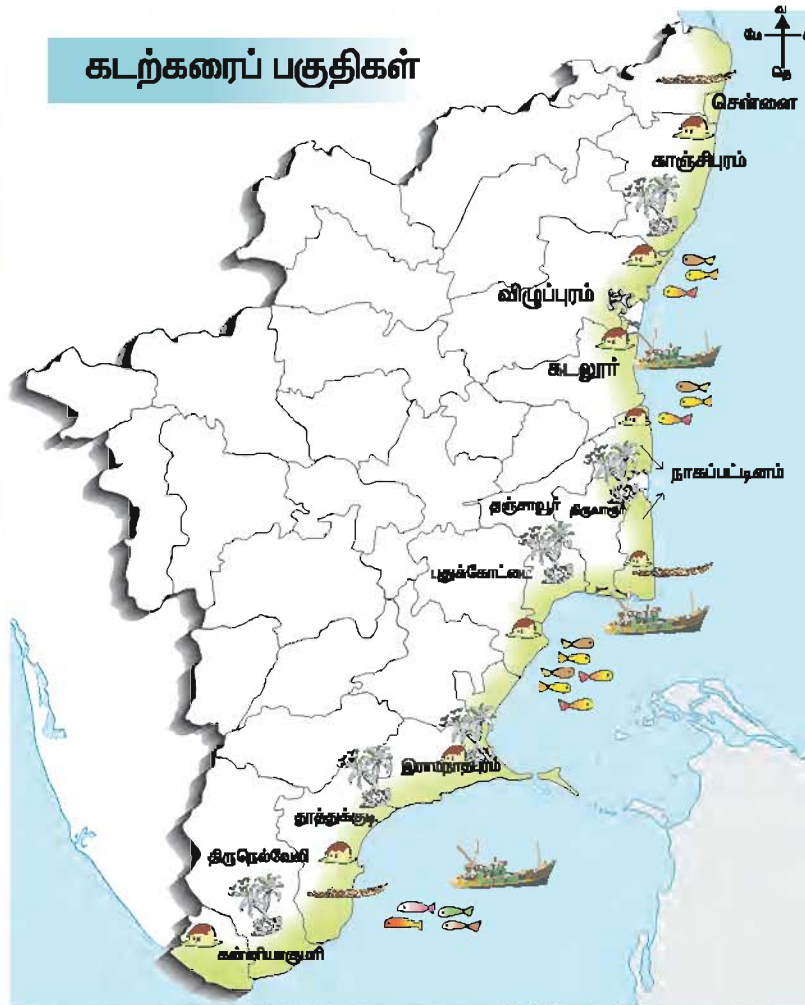 கடற்கரைப் பகுதிகள்
வ
மே
தெ
சென்னை
காஞ்சிபுரம்
விழுப்புரம்
கடலூர்
நாகப்பட்டினம்
தஞ்சாவூர்
திருவாரூர்
புதுக்கோட்டை
இராமநாதபுரம்
தூத்துக்குடி
திருநெல்வேலி
கன்னியாகுமரி